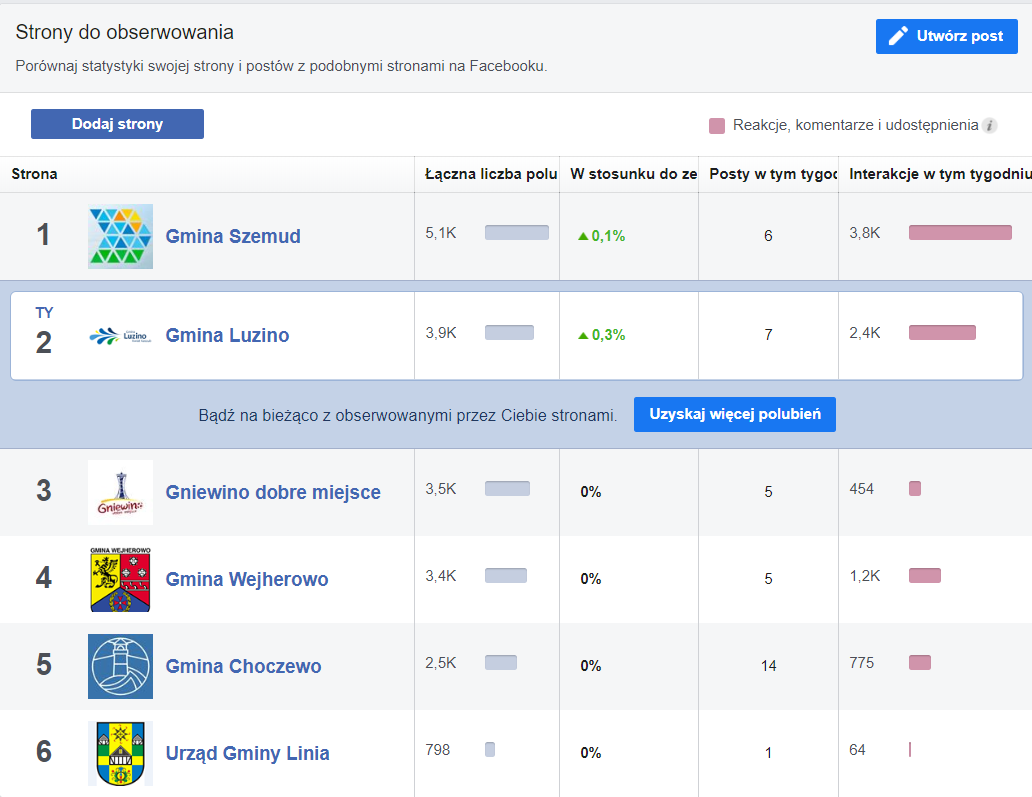 Strony do obserwowania
Utwórz post
Porównaj statystyki swojej strony i postów z podobnymi stronami na Facebooku.
Dodaj strony
Reakcje, komentarze i udostępnienia i
Strona Łączna liczba polu W stosunku do ze Posty w tym tygoc Interakcje w tym tygodniu
1 Gmina Szemud 5,1K 0,1% 6 3,8K
TY
2 Luzino Gmina Luzino 3,9K 0,3% 7 2,4K
Bądź na bieżąco z obserwowanymi przez Ciebie stronami. Uzyskaj więcej polubień
3 Gniewino Gniewino dobre miejsce 3,5K 0% 5 454
GMINA WEJHEROWO
4 Gmina Wejherowo 3,4K 0% 5 1,2K
5 Gmina Choczewo 2,5K 0% 14 775
6 Urząd Gminy Linia 798 0% 1 64